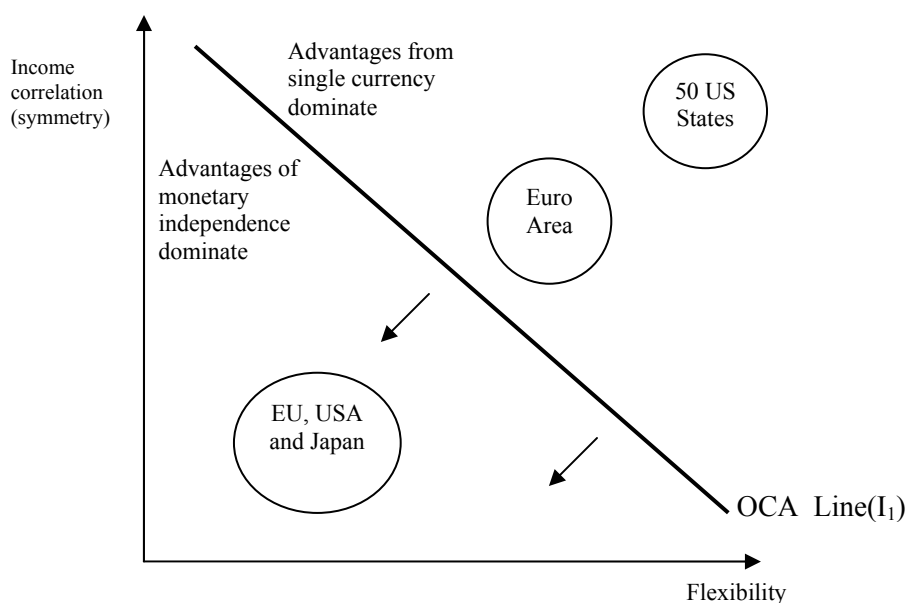 Income
correlation
(symmetry)
Advantages from
single currency
dominate
50 US
States
Advantages of
monetary
independence
dominate
Euro
Area
EU, USA
and Japan
OCA Line(I₁)
Flexibility